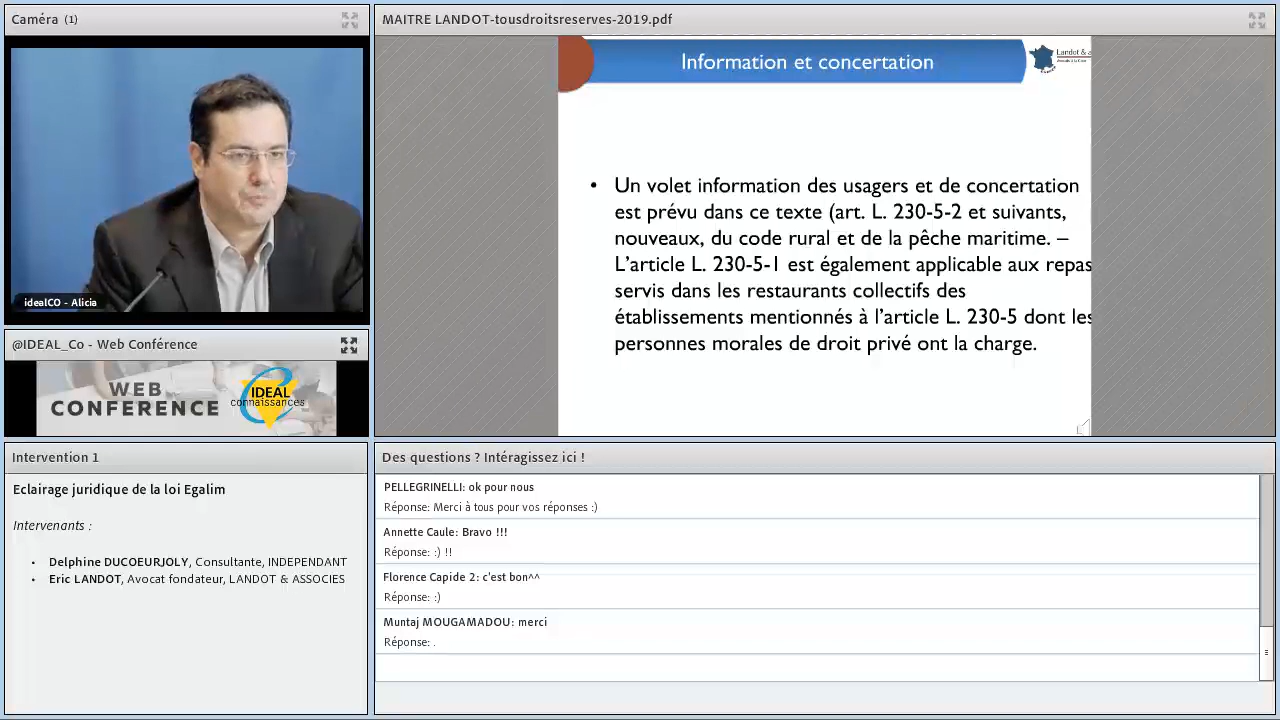 Caméra (1)
idealCO - Alicia
@IDEAL_Co - Web Conférence
WEB
CONFERENCE
IDEAL
connaissances
Intervention 1
Eclairage juridique de la loi Egalim
Intervenants :
• Delphine DUCOEURJOLY, Consultante, INDEPENDANT
• Eric LANDOT, Avocat fondateur, LANDOT & ASSOCIES
MAITRE LANDOT-tousdroitsreserves-2019.pdf
Information et concertation
Landot & a
• Un volet information des usagers et de concertation
est prévu dans ce texte (art. L. 230-5-2 et suivants,
nouveaux, du code rural et de la pêche maritime. –
L’article L. 230-5-1 est également applicable aux repas
servis dans les restaurants collectifs des
établissements mentionnés à l’article L. 230-5 dont les
personnes morales de droit privé ont la charge.
Des questions ? Intéragissez ici !
PELLEGRINELLI: ok pour nous
Réponse: Merci à tous pour vos réponses :)
Annette Caule: Bravo !!!
Réponse: :) !!
Florence Capide 2: c'est bon^^
Réponse: :)
Muntaj MOUGAMADOU: merci
Réponse: .